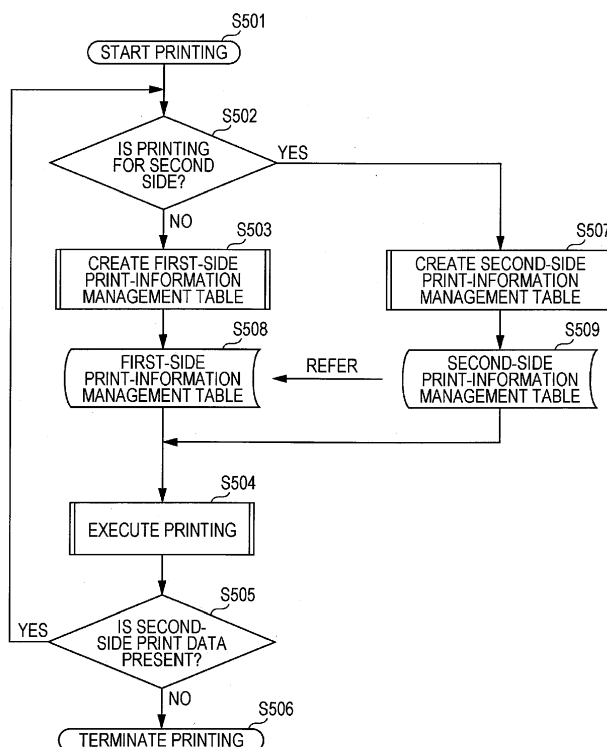 S501
START PRINTING
S502
IS PRINTING
FOR SECOND
SIDE?
YES
NO
S503
CREATE FIRST-SIDE
PRINT-INFORMATION
MANAGEMENT TABLE
S507
CREATE SECOND-SIDE
PRINT-INFORMATION
MANAGEMENT TABLE
S508
FIRST-SIDE
PRINT-INFORMATION
MANAGEMENT TABLE
REFER
S509
SECOND-SIDE
PRINT-INFORMATION
MANAGEMENT TABLE
S504
EXECUTE PRINTING
S505
IS SECOND-
SIDE PRINT DATA
PRESENT?
YES
NO
S506
TERMINATE PRINTING